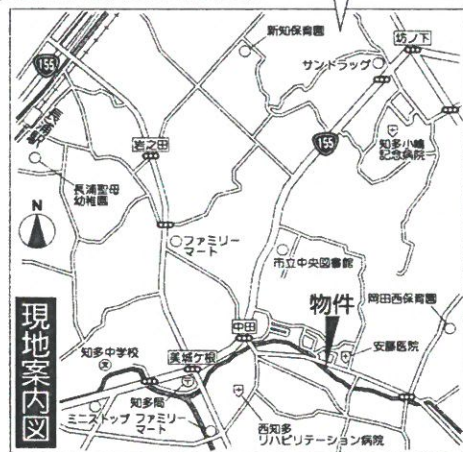 新知保育園
坊ノ下
サンドラッグ
155
長浦駅
岩之田
155
知多小嶋
記念病院
長浦聖母
幼稚園
N
ファミリー
マート
市立中央図書館
物件
岡田西保育園
現地案内図
中田
知多中学校
美城ケ根
安藤医院
知多局
ミニストップ
ファミリー
マート
西知多
リハビリテーション病院